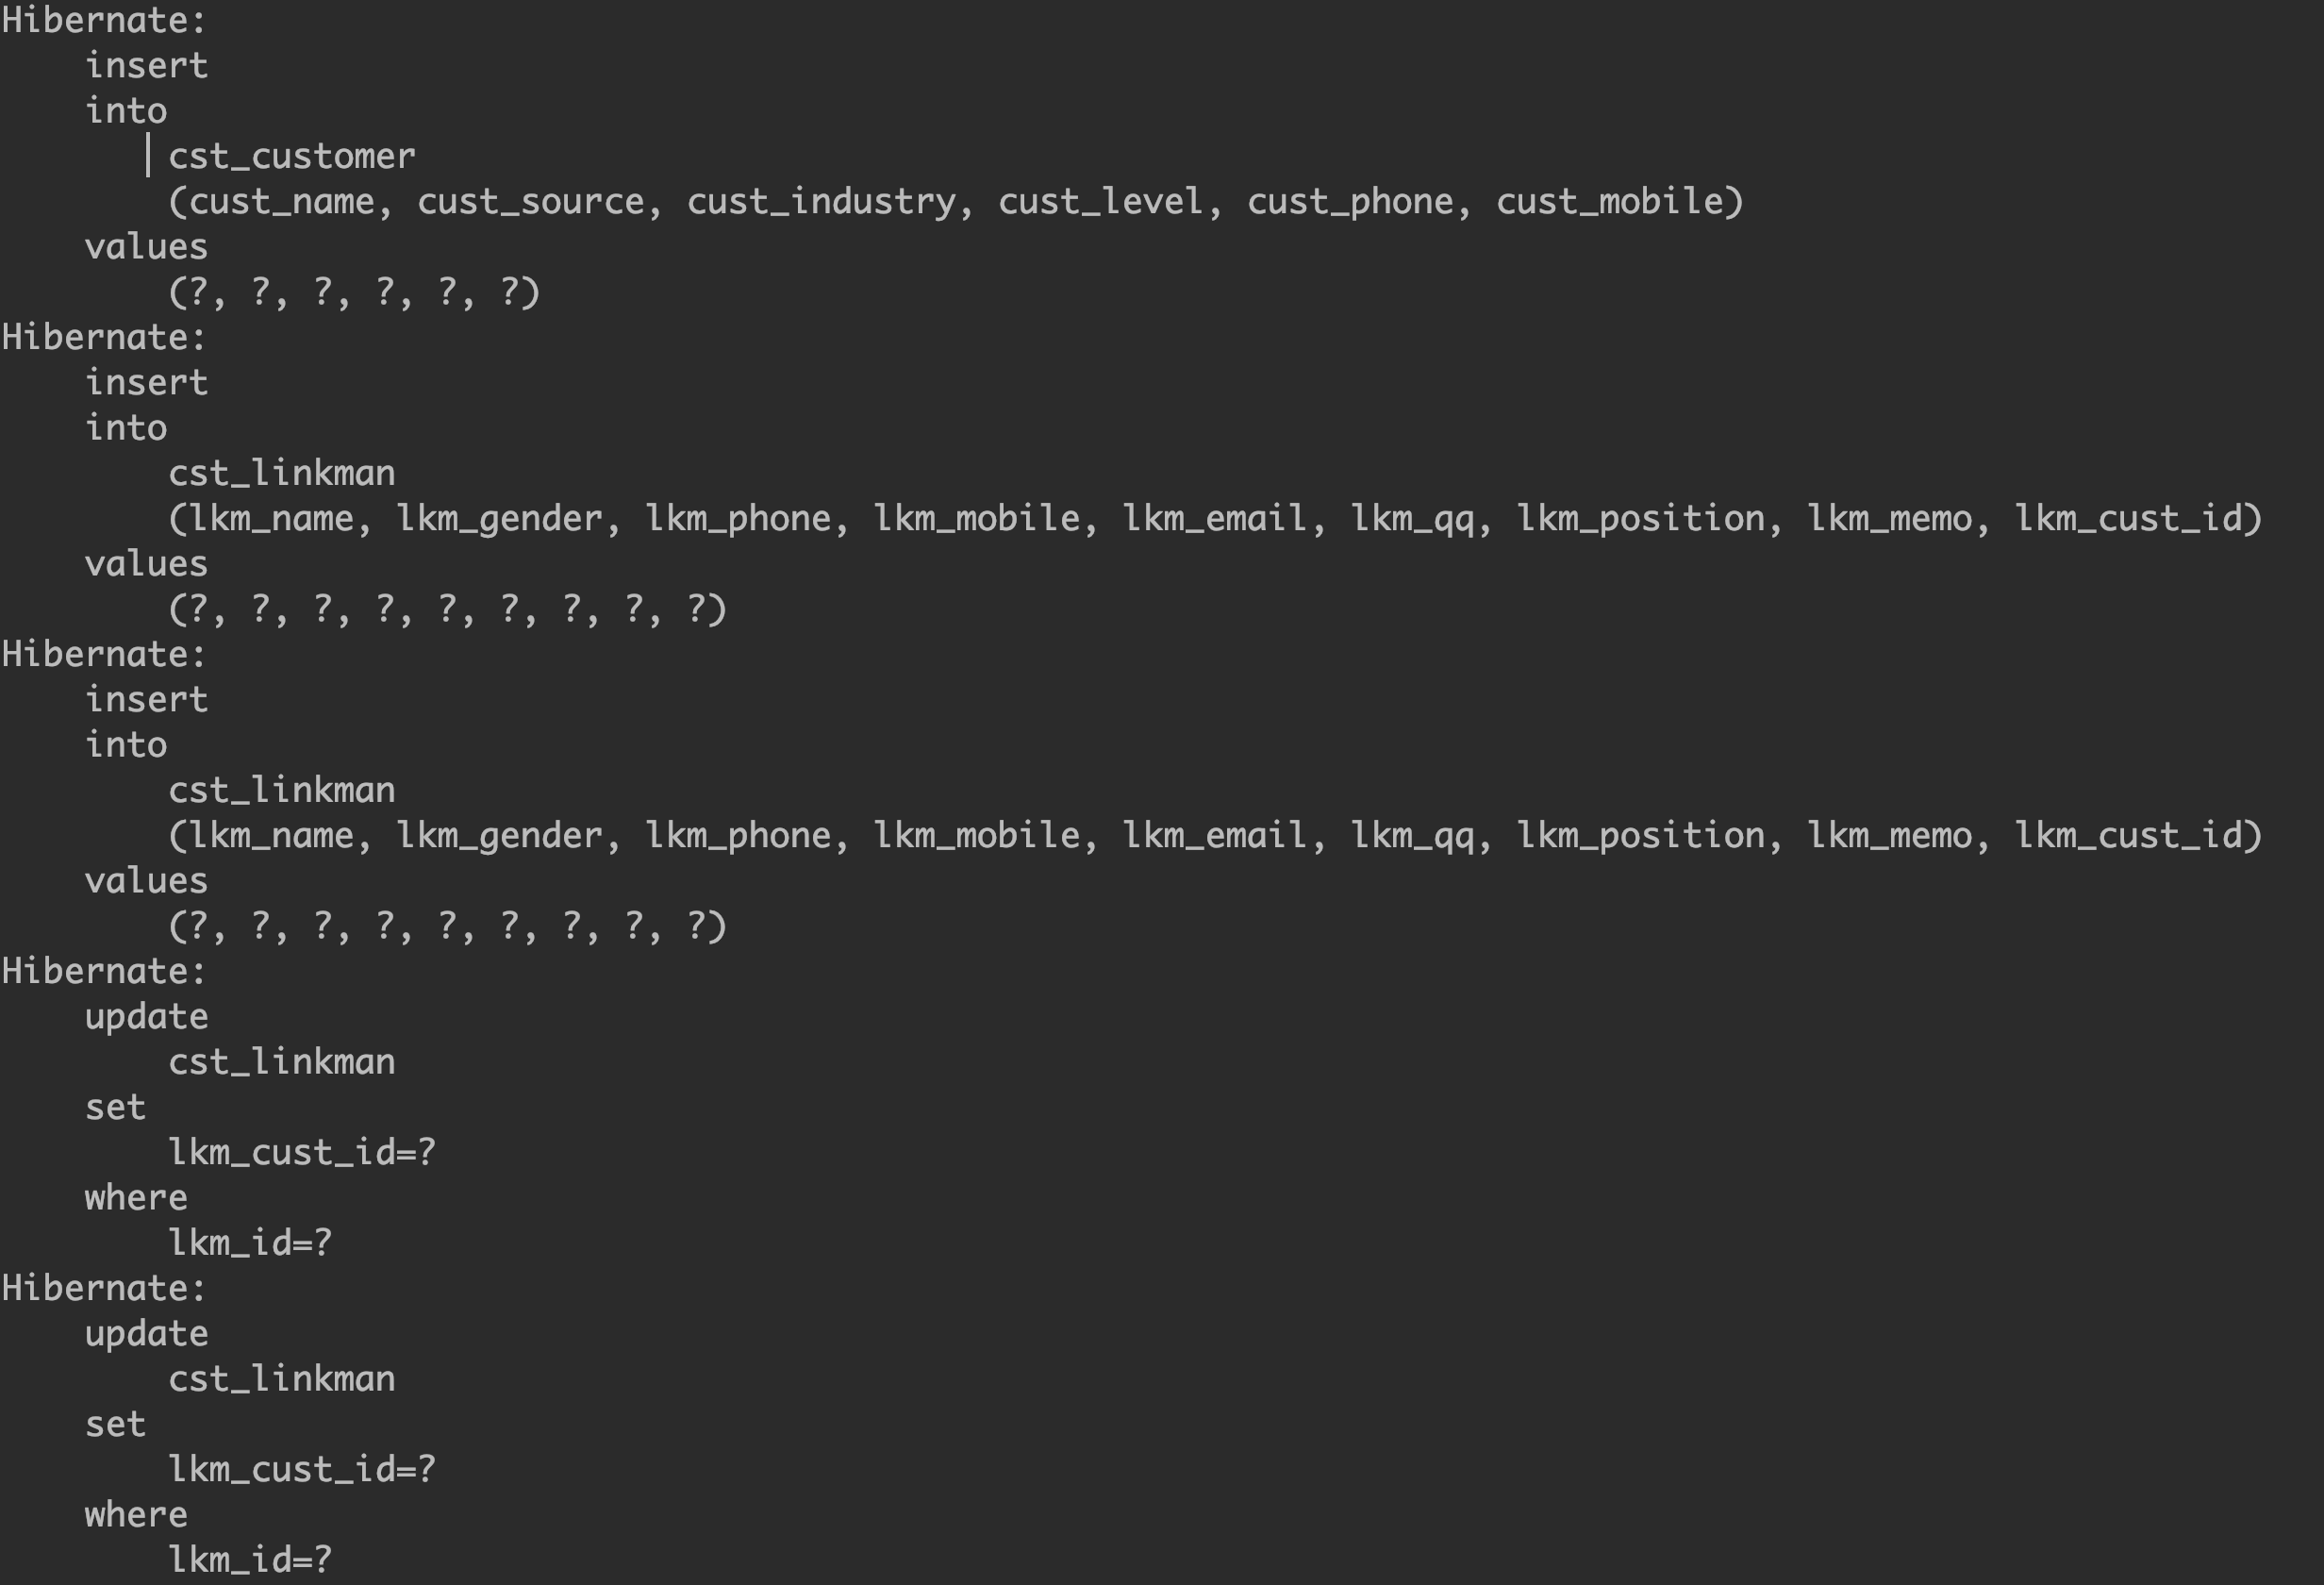 Hibernate:
insert
into
cst_customer
(cust_name, cust_source, cust_industry, cust_level, cust_phone, cust_mobile)
values
(?, ?, ?, ?, ?, ?)
Hibernate:
insert
into
cst_linkman
(lkm_name, lkm_gender, lkm_phone, lkm_mobile, lkm_email, lkm_qq, lkm_position, lkm_memo, lkm_cust_id)
values
(?, ?, ?, ?, ?, ?, ?, ?, ?)
Hibernate:
insert
into
cst_linkman
(lkm_name, lkm_gender, lkm_phone, lkm_mobile, lkm_email, lkm_qq, lkm_position, lkm_memo, lkm_cust_id)
values
(?, ?, ?, ?, ?, ?, ?, ?, ?)
Hibernate:
update
cst_linkman
set
lkm_cust_id=?
where
lkm_id=?
Hibernate:
update
cst_linkman
set
lkm_cust_id=?
where
lkm_id=?